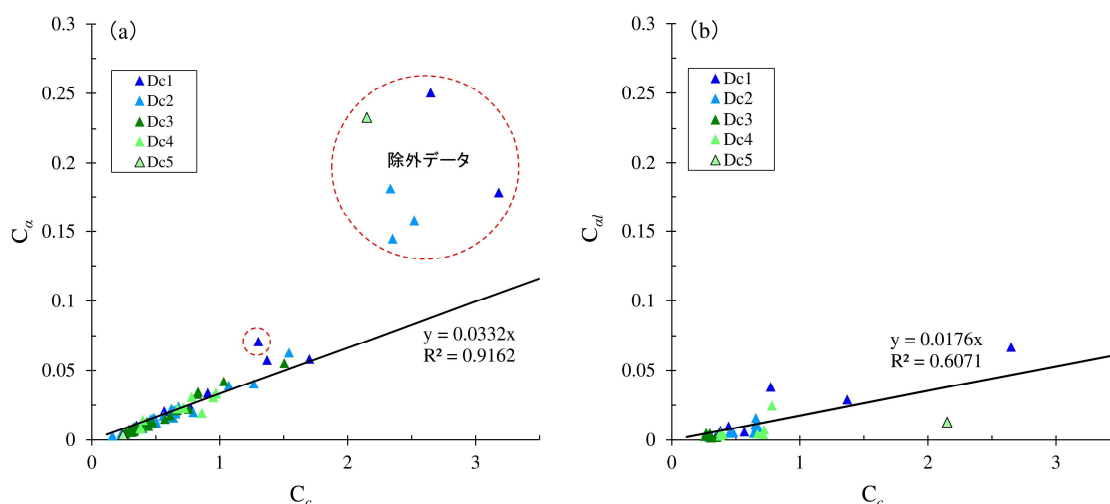 (a)
0.3
0.25
0.2
0.15
0.1
0.05
0
Cα
Dc1
Dc2
Dc3
Dc4
Dc5
除外データ
y = 0.0332x
R² = 0.9162
0
1
2
3
Cc
(b)
0.3
0.25
0.2
0.15
0.1
0.05
0
Cαl
Dc1
Dc2
Dc3
Dc4
Dc5
y = 0.0176x
R² = 0.6071
0
1
2
3
Cc